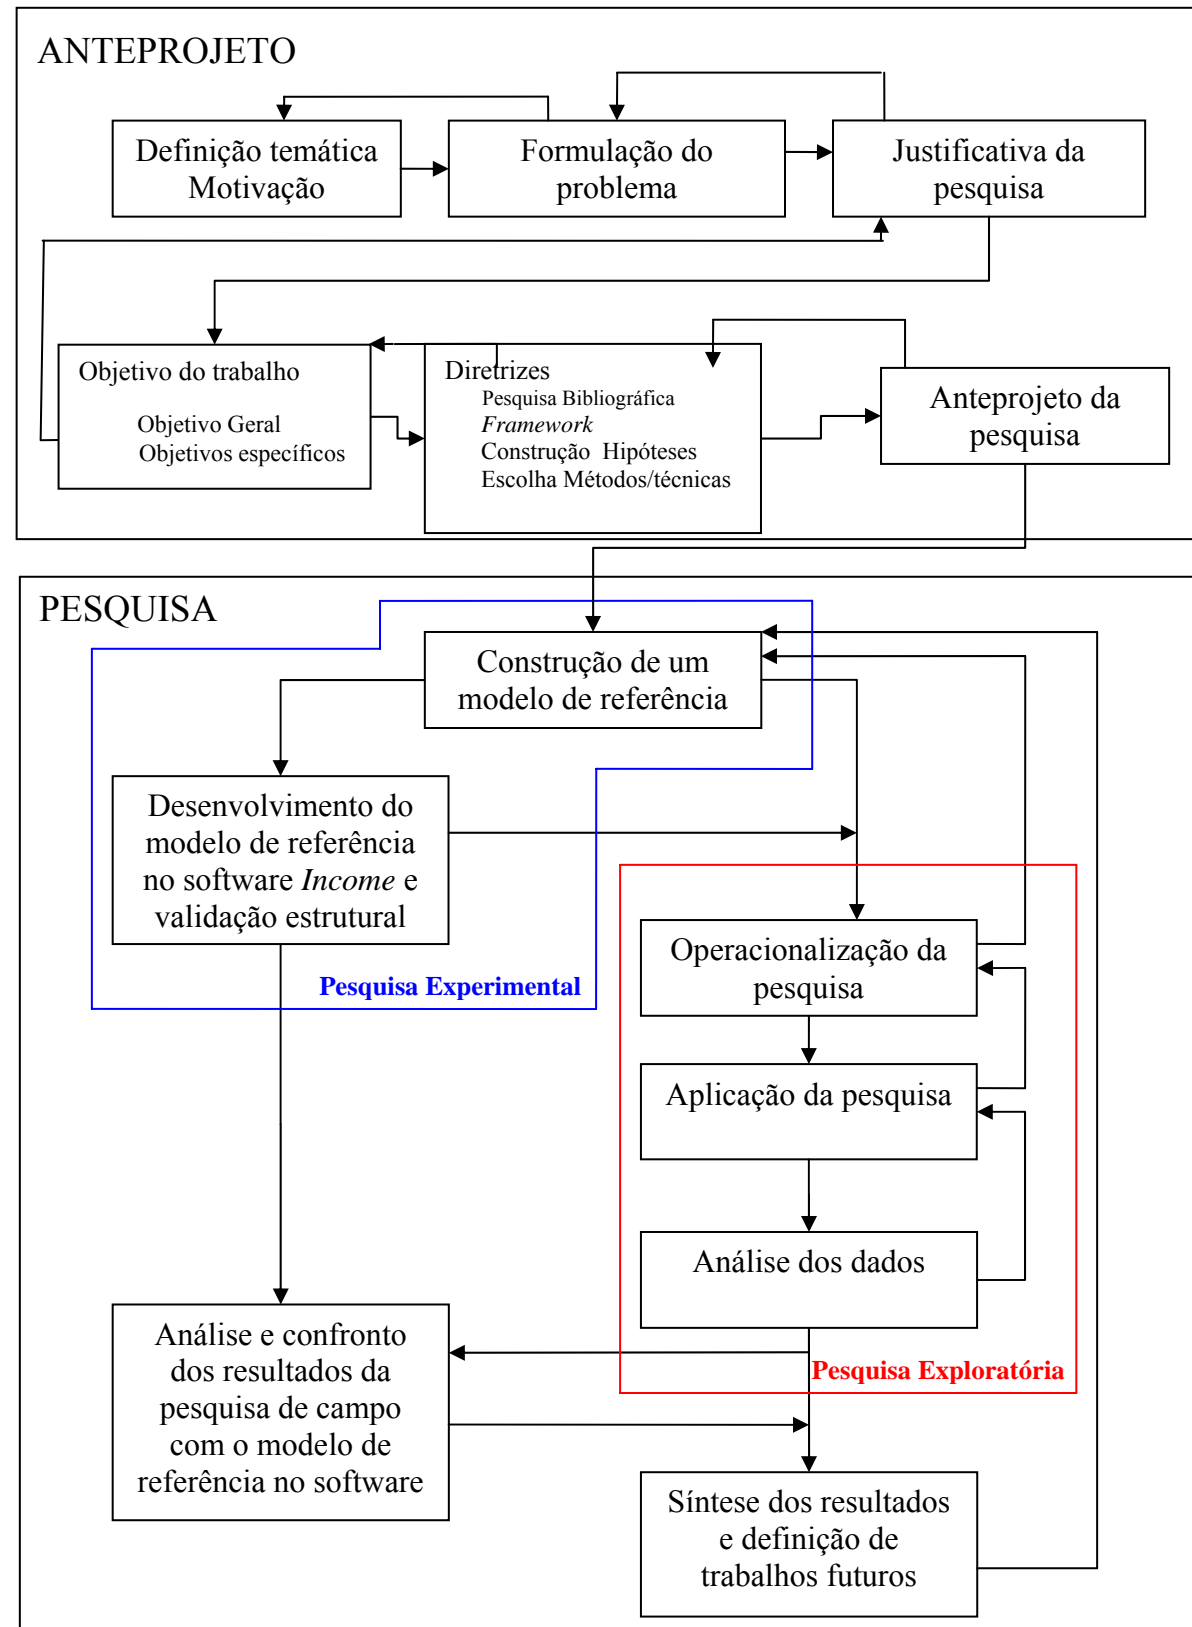 ANTEPROJETO
Definição temática
Motivação
Formulação do
problema
Justificativa da
pesquisa
Objetivo do trabalho
Objetivo Geral
Objetivos específicos
Diretrizes
Pesquisa Bibliográfica
Framework
Construção Hipóteses
Escolha Métodos/técnicas
Anteprojeto da
pesquisa
PESQUISA
Construção de um
modelo de referência
Desenvolvimento do
modelo de referência
no software Income e
validação estrutural
Pesquisa Experimental
Operacionalização da
pesquisa
Aplicação da pesquisa
Análise dos dados
Pesquisa Exploratória
Análise e confronto
dos resultados da
pesquisa de campo
com o modelo de
referência no software
Síntese dos resultados
e definição de
trabalhos futuros